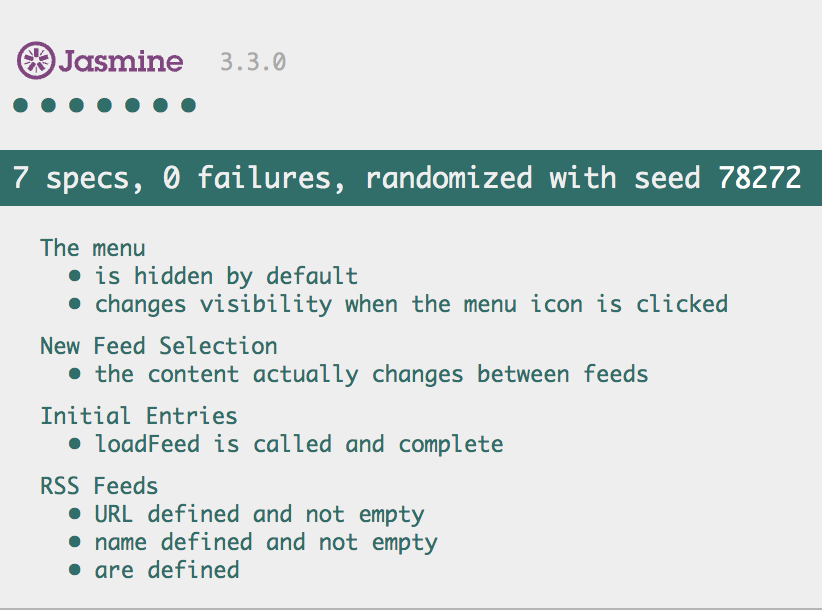 Jasmine 3.3.0
7 specs, 0 failures, randomized with seed 78272
The menu
is hidden by default
changes visibility when the menu icon is clicked
New Feed Selection
the content actually changes between feeds
Initial Entries
loadFeed is called and complete
RSS Feeds
URL defined and not empty
name defined and not empty
are defined